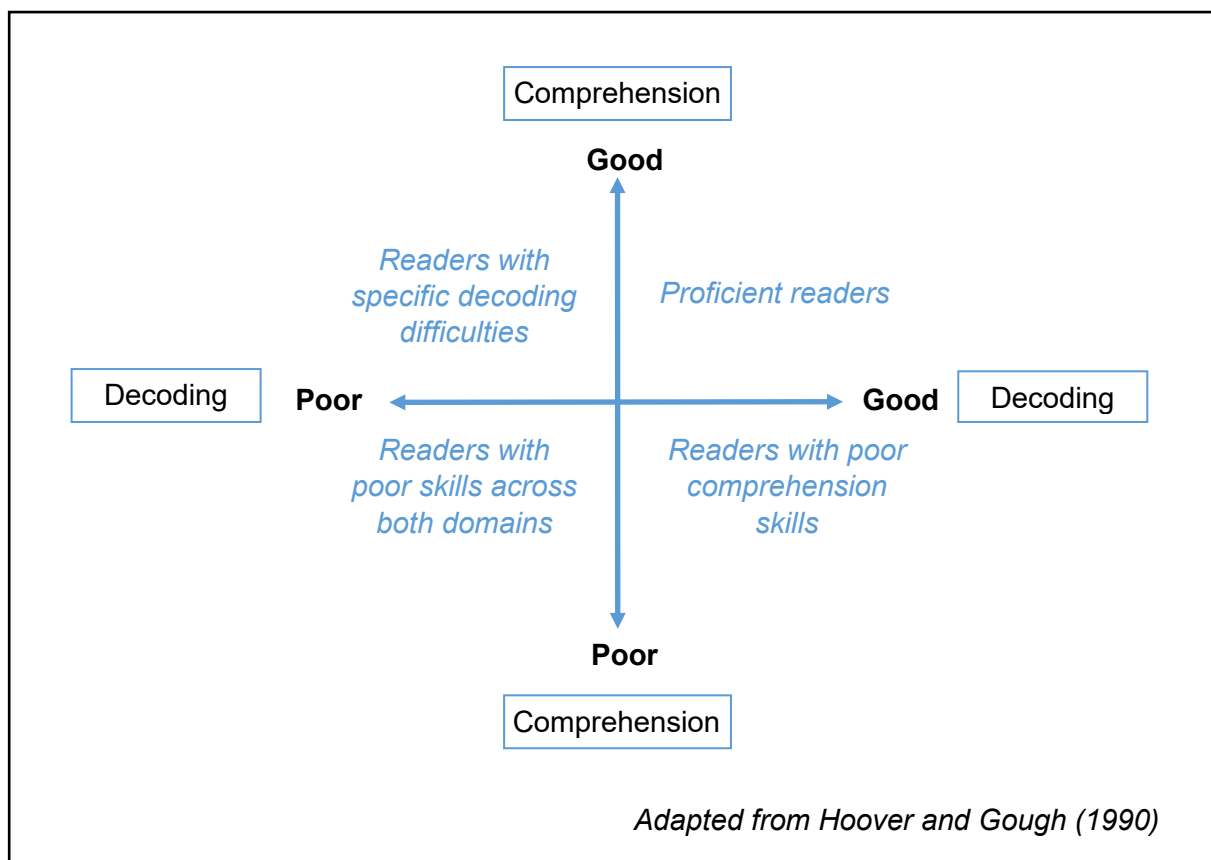 Comprehension
Good
Readers with
specific decoding
difficulties
Proficient readers
Decoding
Poor
Good
Decoding
Readers with
poor skills across
both domains
Readers with poor
comprehension
skills
Poor
Comprehension
Adapted from Hoover and Gough (1990)